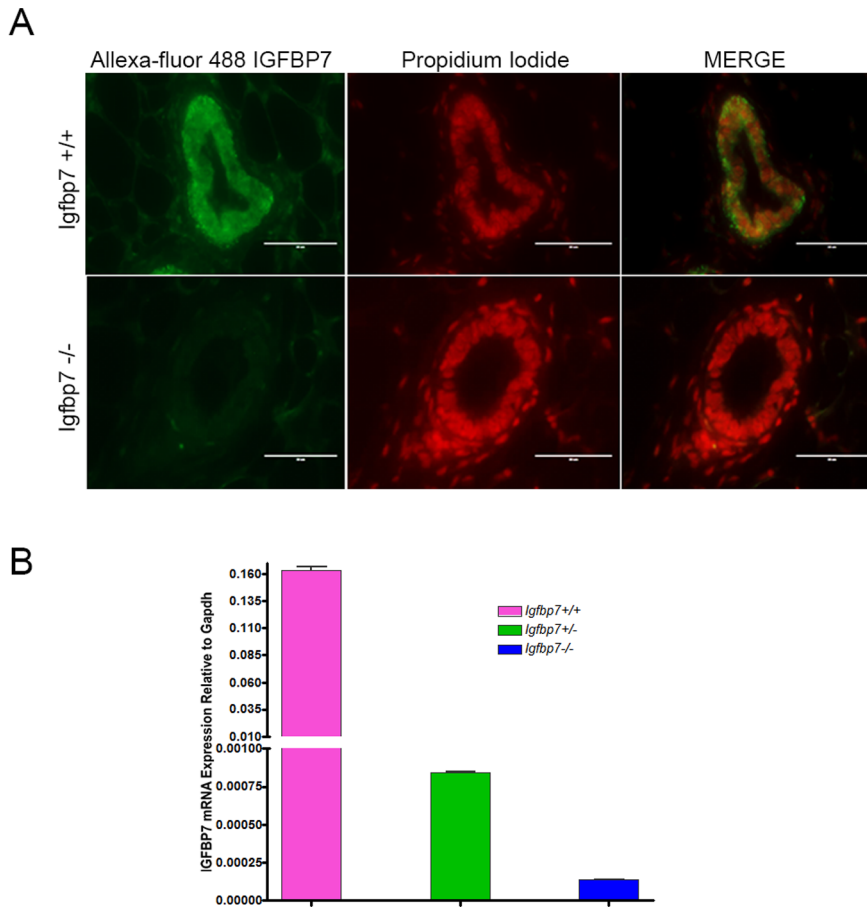 A
Allexa-fluor 488 IGFBP7
Propidium Iodide
MERGE
Igfbp7 +/+
Igfbp7 -/-
B
IGFBP7 mRNA Expression Relative to Gapdh
0.160
0.135
0.110
0.085
0.060
0.035
0.010
0.00100
0.00075
0.00050
0.00025
0.00000
Igfbp7+/+
Igfbp7+/-
Igfbp7-/-